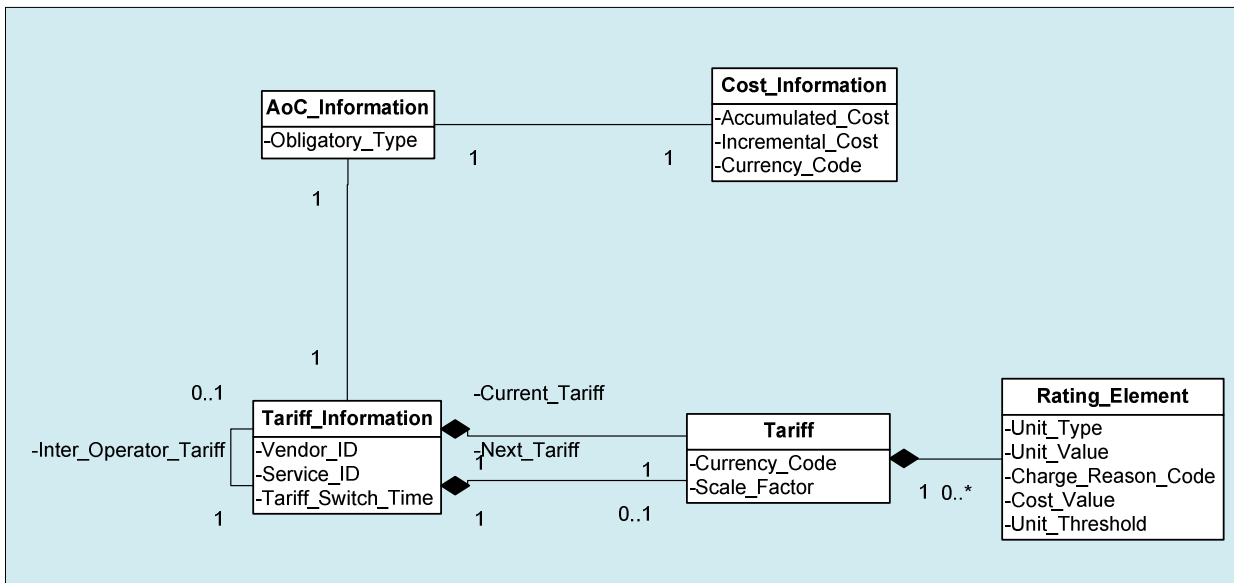 Cost_Information
-Accumulated_Cost
-Incremental_Cost
-Currency_Code
AoC_Information
-Obligatory_Type
1
1
1
1
0..1
-Inter_Operator_Tariff
1
Tariff_Information
-Vendor_ID
-Service_ID
-Tariff_Switch_Time
-Current_Tariff
-Next_Tariff
1
1
1
0..1
Tariff
-Currency_Code
-Scale_Factor
1
0..*
Rating_Element
-Unit_Type
-Unit_Value
-Charge_Reason_Code
-Cost_Value
-Unit_Threshold